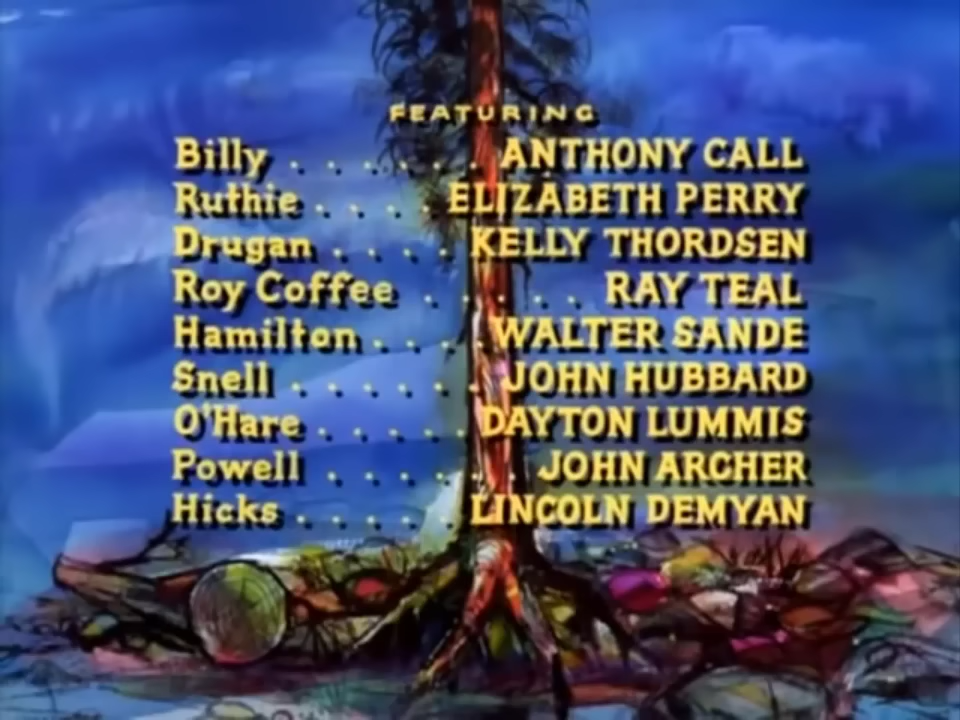 FEATURING
Billy . . . . . . ANTHONY CALL
Ruthie . . . . ELIZABETH PERRY
Drugan . . . . KELLY THORDSEN
Roy Coffee . . . . . RAY TEAL
Hamilton . . . . WALTER SANDE
Snell . . . . . . JOHN HUBBARD
O'Hare . . . . . DAYTON LUMMIS
Powell . . . . . . JOHN ARCHER
Hicks . . . . . LINCOLN DEMYAN